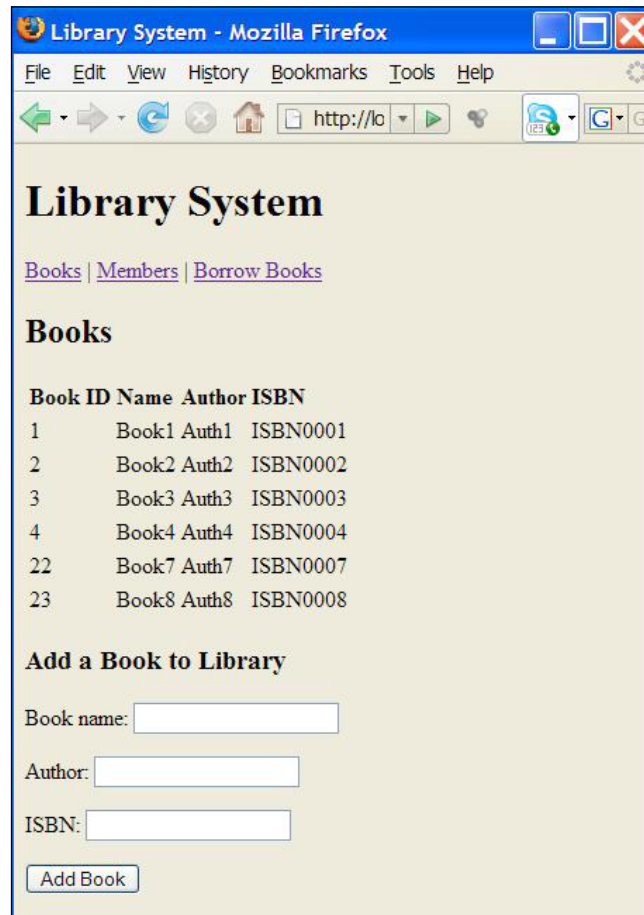 Library System - Mozilla Firefox
File Edit View History Bookmarks Tools Help
http://lo
123
G
G
Library System
Books | Members | Borrow Books
Books
Book ID Name Author ISBN
1 Book1 Auth1 ISBN0001
2 Book2 Auth2 ISBN0002
3 Book3 Auth3 ISBN0003
4 Book4 Auth4 ISBN0004
22 Book7 Auth7 ISBN0007
23 Book8 Auth8 ISBN0008
Add a Book to Library
Book name:
Author:
ISBN:
Add Book